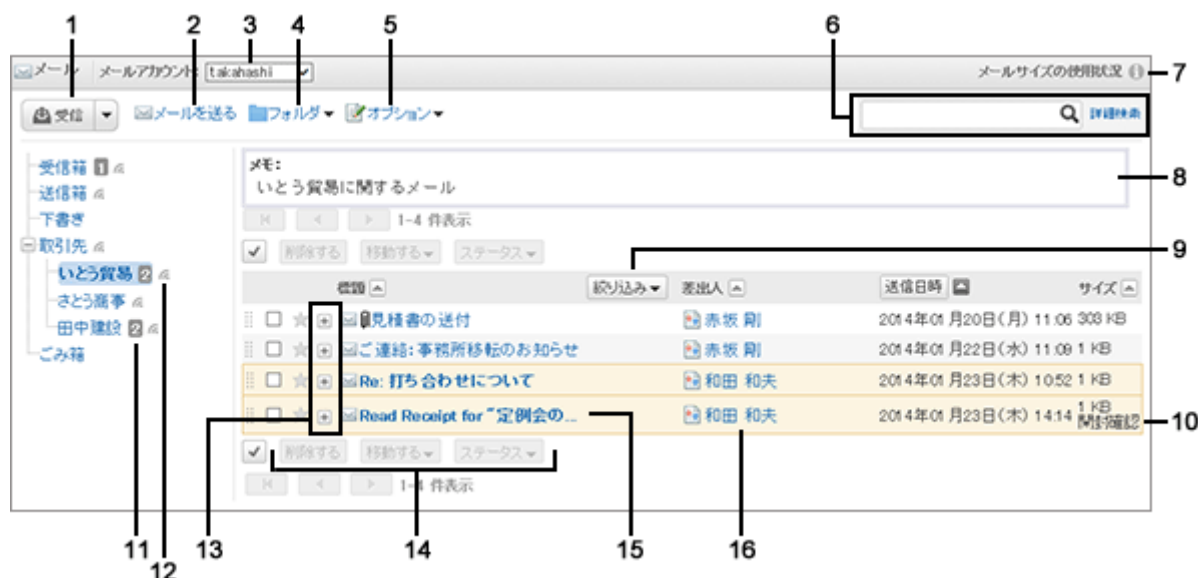 1 2 3 4 5 6
メール メールアカウント: takahashi メールサイズの使用状況 7
受信 メールを送る フォルダ オプション 詳細検索
受信箱 1
送信箱
下書き
取引先
いとう貿易 2
さとう商事
田中建設 2
ごみ箱
メモ:
いとう貿易に関するメール 8
1-4 件表示
削除する 移動する ステータス 9
標題 絞り込み 差出人 送信日時 サイズ
見積書の送付 赤坂 剛 2014年01月20日(月) 11:06 303 KB
ご連絡:事務所移転のお知らせ 赤坂 剛 2014年01月22日(水) 11:09 1 KB
Re: 打ち合わせについて 和田 和夫 2014年01月23日(木) 10:52 1 KB
Read Receipt for "定例会の... 和田 和夫 2014年01月23日(木) 14:14 1 KB
開封確認 10
削除する 移動する ステータス
1-4 件表示
11 12 13 14 15 16